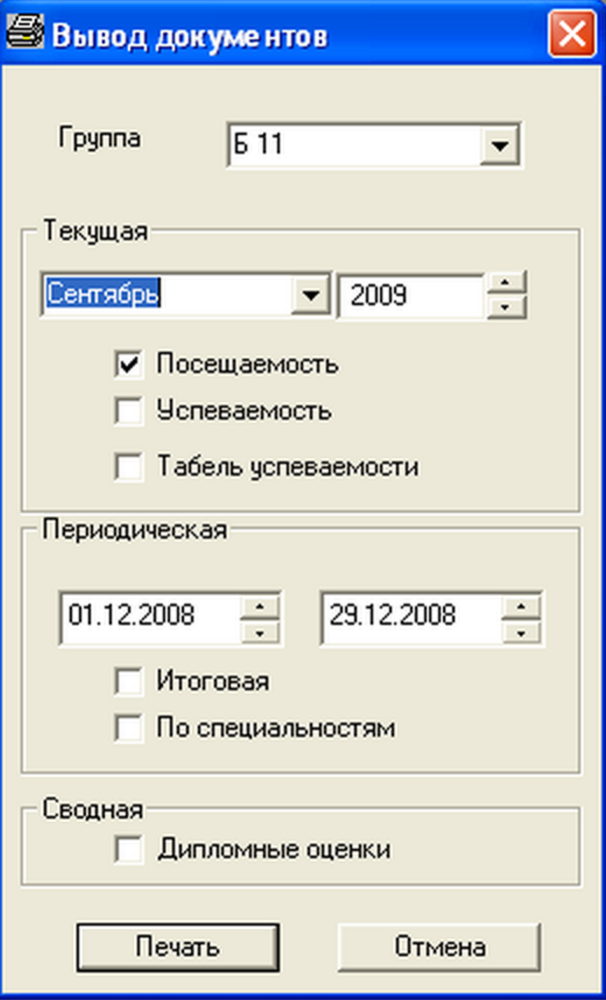 Вывод документов
Группа Б 11
Текущая
Сентябрь 2009
Посещаемость
Успеваемость
Табель успеваемости
Периодическая
01.12.2008 29.12.2008
Итоговая
По специальностям
Сводная
Дипломные оценки
Печать Отмена